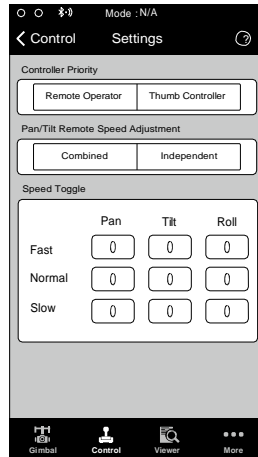 Mode : N/A
Control Settings
Controller Priority
Remote Operator Thumb Controller
Pan/Tilt Remote Speed Adjustment
Combined Independent
Speed Toggle
Pan Tilt Roll
Fast 0 0 0
Normal 0 0 0
Slow 0 0 0
Gimbal Control Viewer More